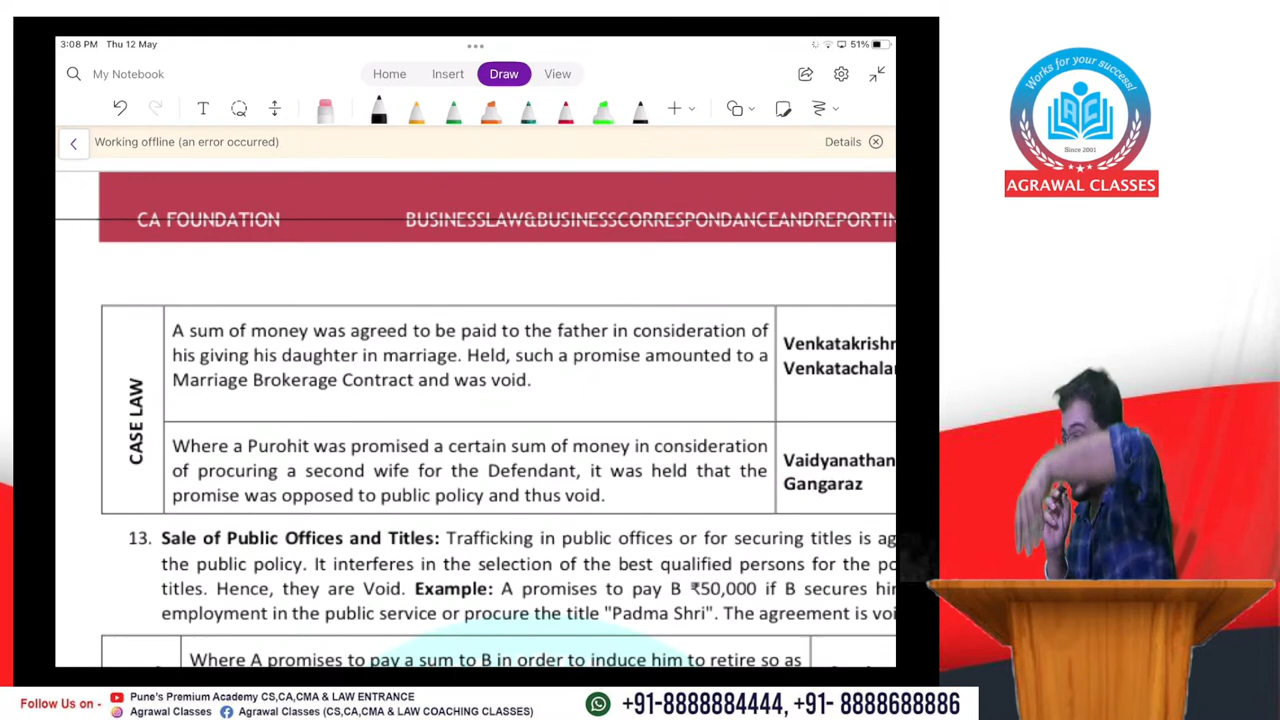 3:08 PM Thu 12 May
51%
My Notebook
Home Insert Draw View
Working offline (an error occurred)
Details
CA FOUNDATION BUSINESSLAW&BUSINESSCORRESPONDANCEANDREPORTIN
CASE LAW
A sum of money was agreed to be paid to the father in consideration of
his giving his daughter in marriage. Held, such a promise amounted to a
Marriage Brokerage Contract and was void.
Venkatakrishn
Venkatachala
Where a Purohit was promised a certain sum of money in consideration
of procuring a second wife for the Defendant, it was held that the
promise was opposed to public policy and thus void.
Vaidyanathan
Gangaraz
13. Sale of Public Offices and Titles: Trafficking in public offices or for securing titles is ag
the public policy. It interferes in the selection of the best qualified persons for the po
titles. Hence, they are Void. Example: A promises to pay B ₹50,000 if B secures hi
employment in the public service or procure the title "Padma Shri". The agreement is voi
Where A promises to pay a sum to B in order to induce him to retire so as
Works for your success!
AC
Since 2001
AGRAWAL CLASSES
Follow Us on -
Pune's Premium Academy CS,CA,CMA & LAW ENTRANCE
Agrawal Classes Agrawal Classes (CS,CA,CMA & LAW COACHING CLASSES)
+91-8888884444, +91- 8888688886